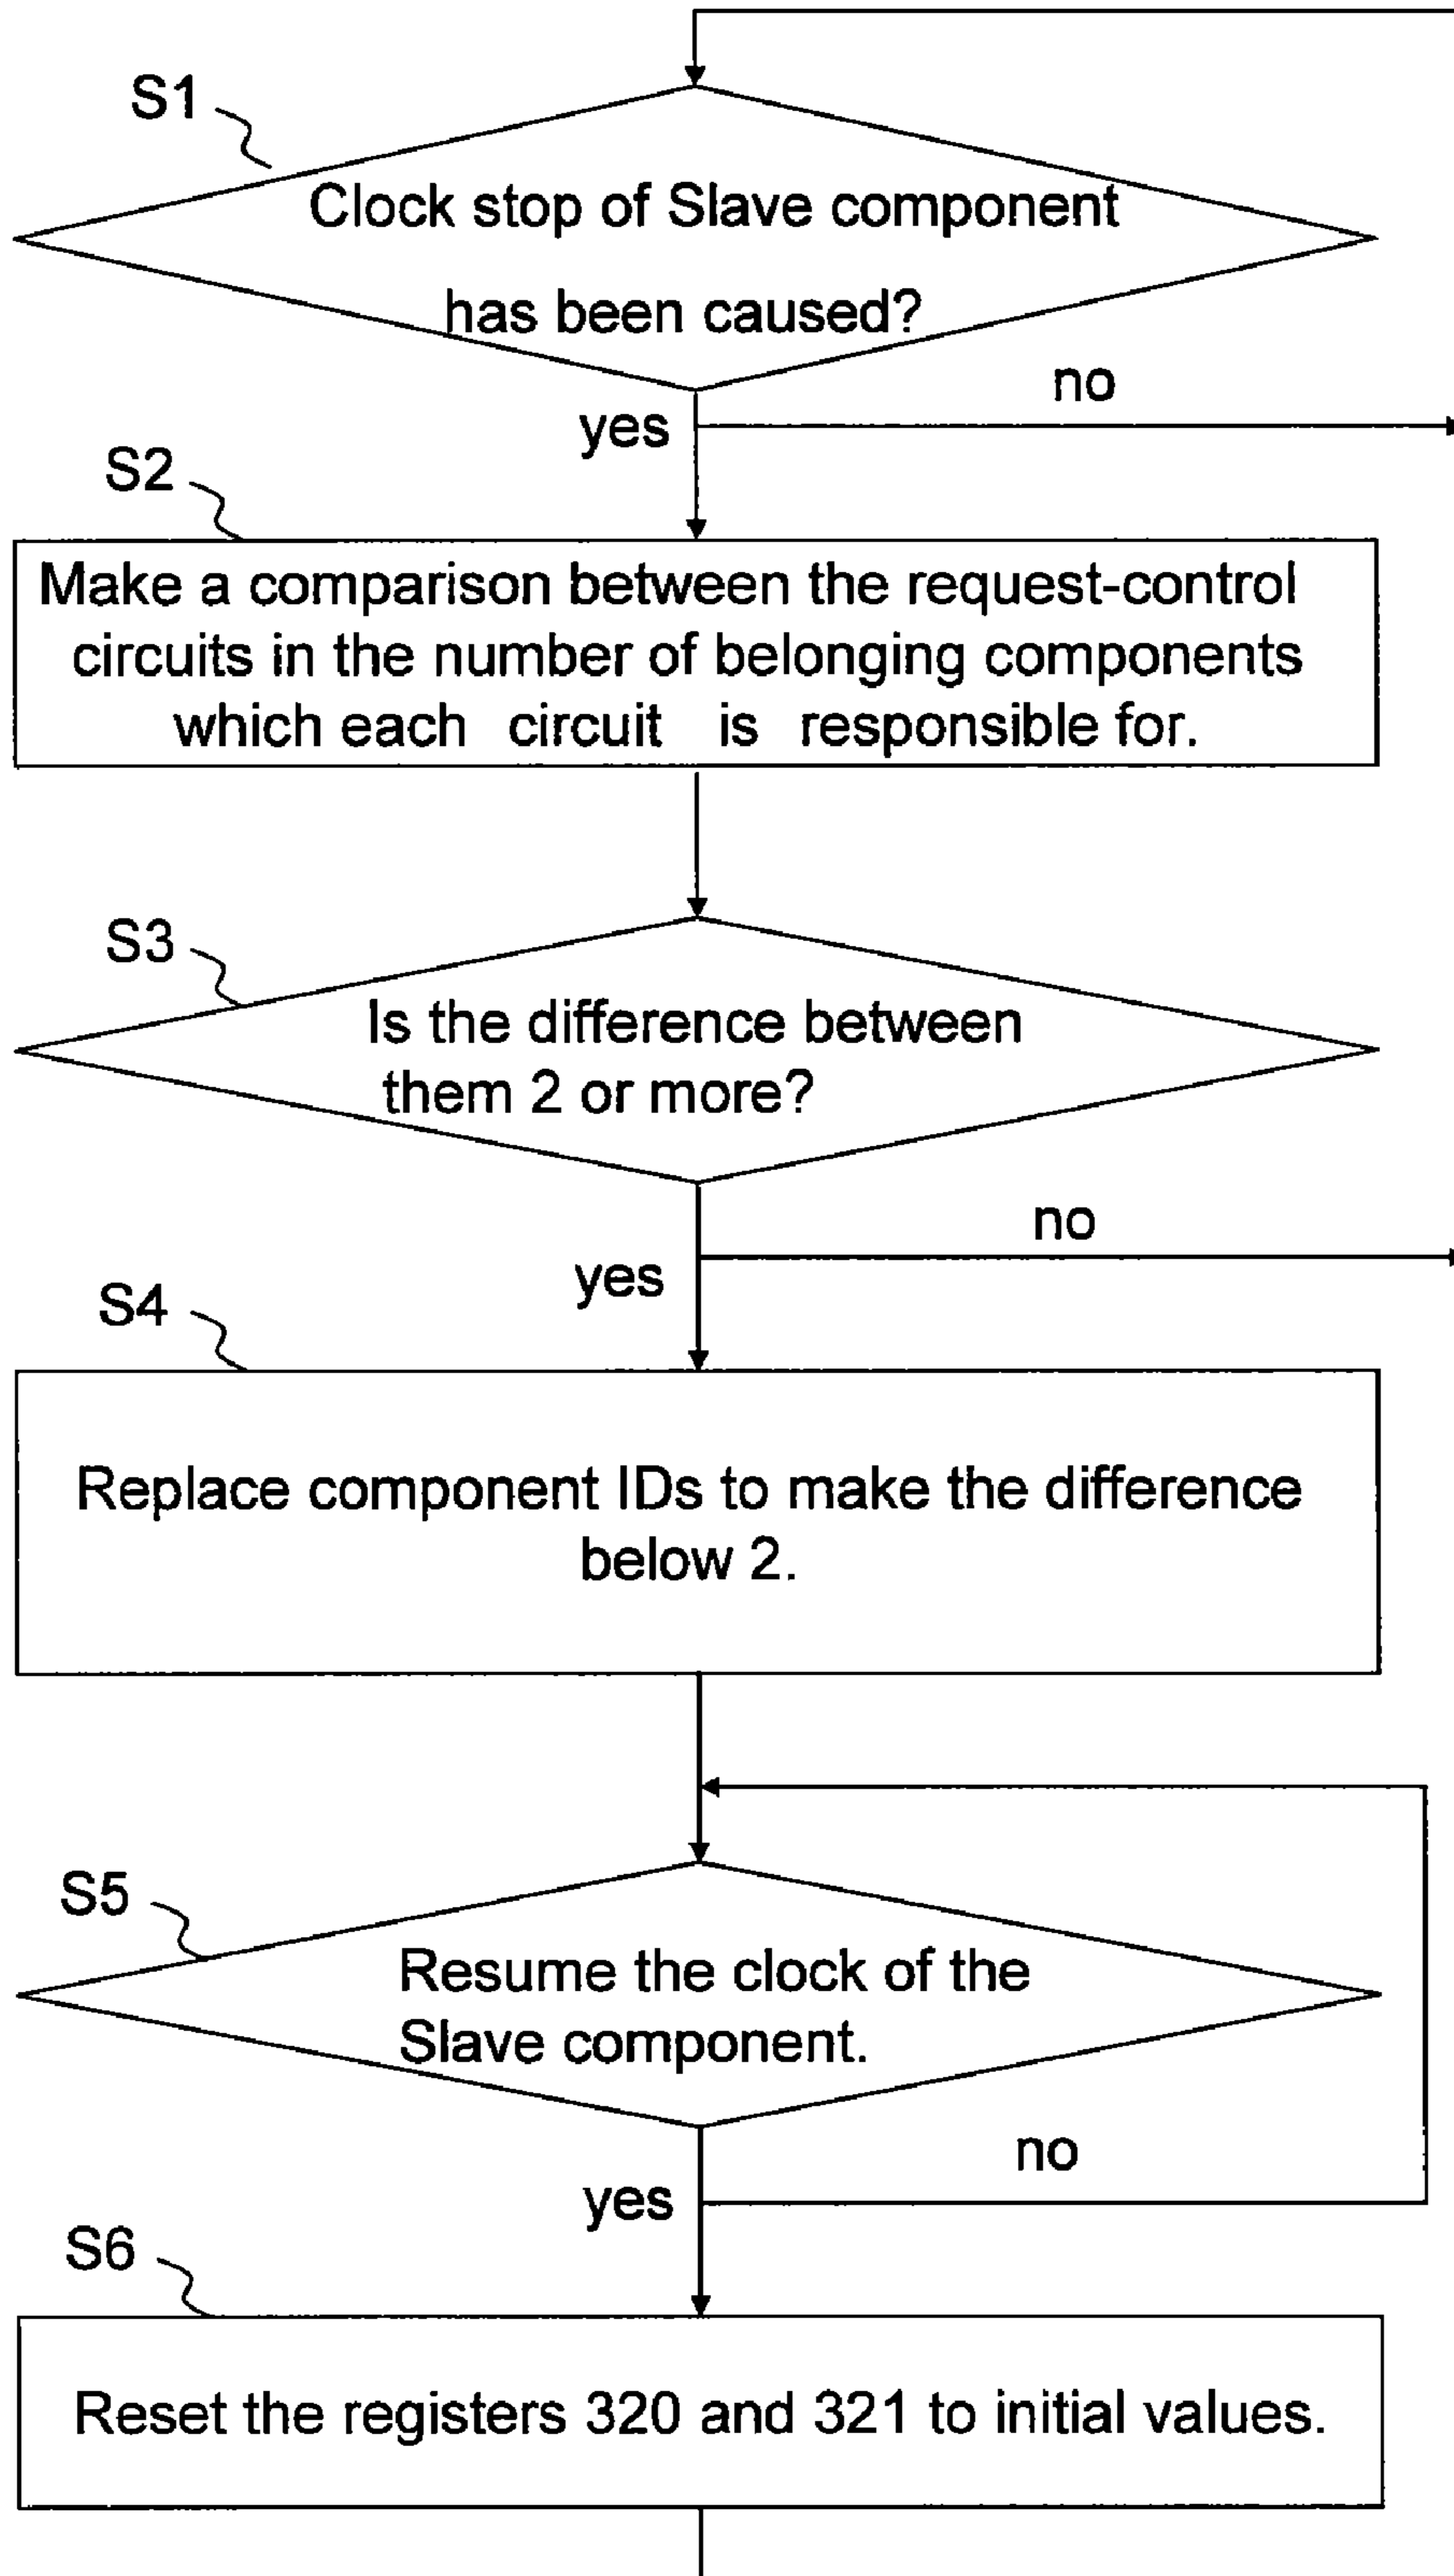 S1
Clock stop of Slave component
has been caused?
no
yes
S2
Make a comparison between the request-control
circuits in the number of belonging components
which each circuit is responsible for.
S3
Is the difference between
them 2 or more?
no
yes
S4
Replace component IDs to make the difference
below 2.
S5
Resume the clock of the
Slave component.
no
yes
S6
Reset the registers 320 and 321 to initial values.